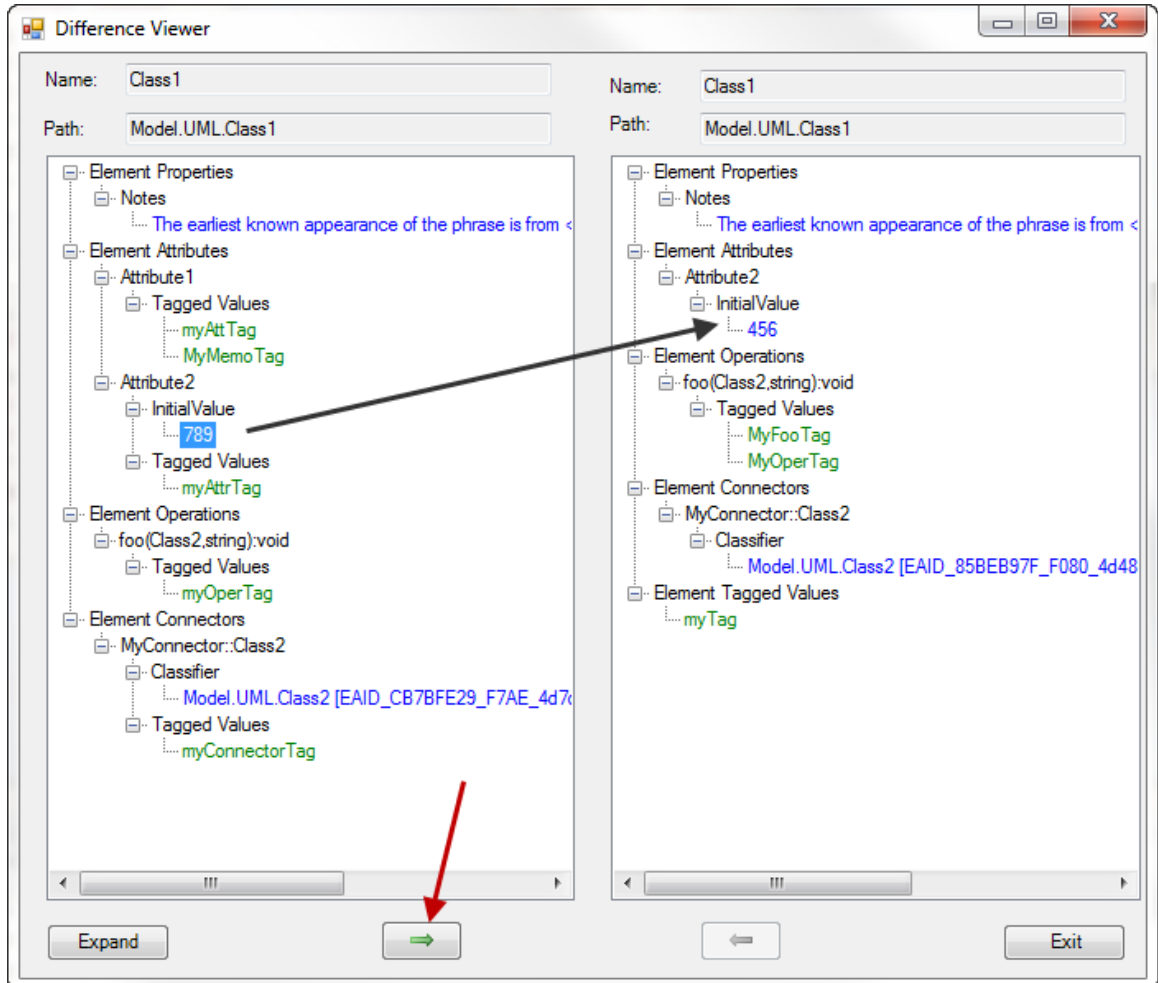 Difference Viewer
Name: Class1
Path: Model.UML.Class1
Element Properties
Notes
The earliest known appearance of the phrase is from <
Element Attributes
Attribute1
Tagged Values
myAttTag
MyMemoTag
Attribute2
InitialValue
789
Tagged Values
myAttrTag
Element Operations
foo(Class2,string):void
Tagged Values
myOperTag
Element Connectors
MyConnector::Class2
Classifier
Model.UML.Class2 [EAID_CB7BFE29_F7AE_4d7
Tagged Values
myConnectorTag
Name: Class1
Path: Model.UML.Class1
Element Properties
Notes
The earliest known appearance of the phrase is from <
Element Attributes
Attribute2
InitialValue
456
Element Operations
foo(Class2,string):void
Tagged Values
MyFooTag
MyOperTag
Element Connectors
MyConnector::Class2
Classifier
Model.UML.Class2 [EAID_85BEB97F_F080_4d48
Element Tagged Values
myTag
Expand
Exit